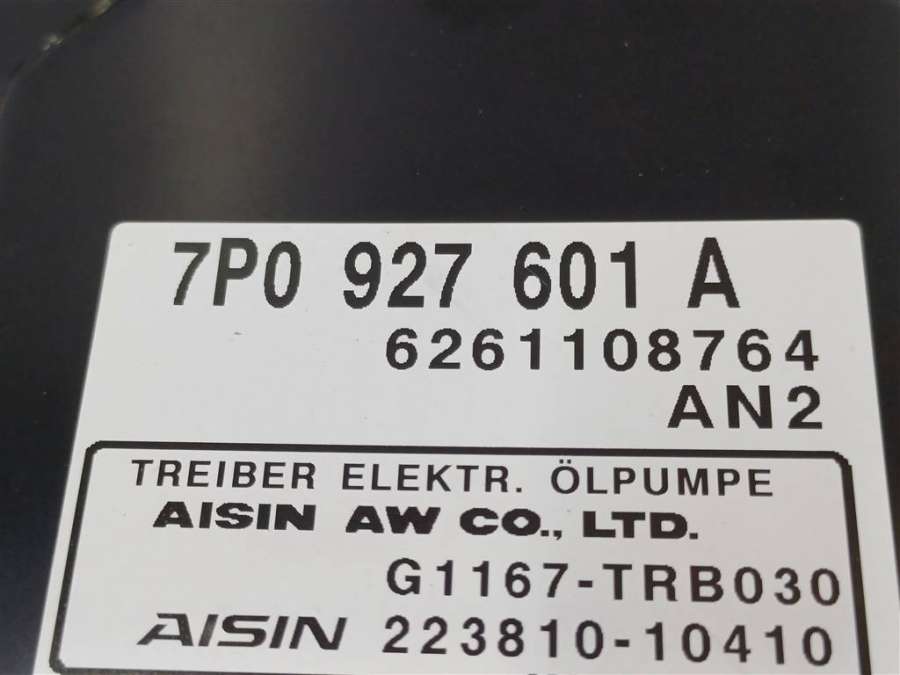 7P0 927 601 A
6261108764
AN2
TREIBER ELEKTR. ÖLPUMPE
AISIN AW CO., LTD.
G1167-TRB030
AISIN 223810-10410